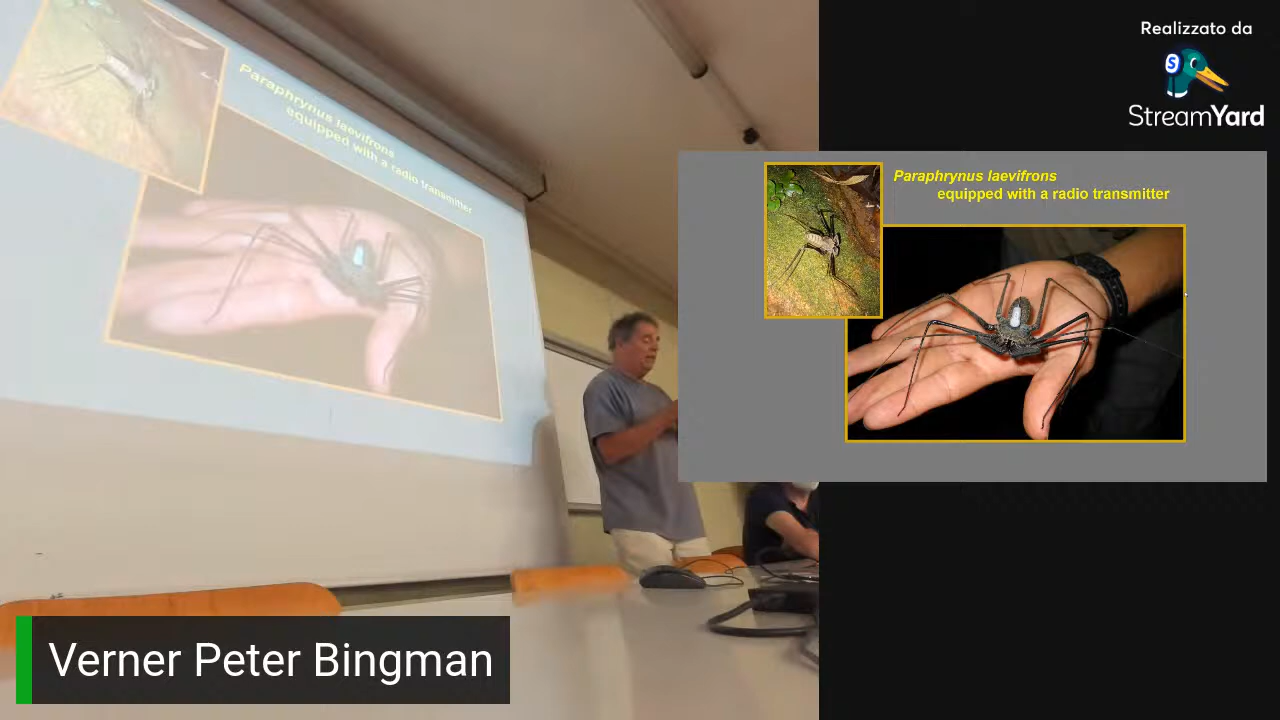 Paraphrynus laevifrons
equipped with a radio transmitter
Realizzato da
S
StreamYard
Paraphrynus laevifrons
equipped with a radio transmitter
Verner Peter Bingman